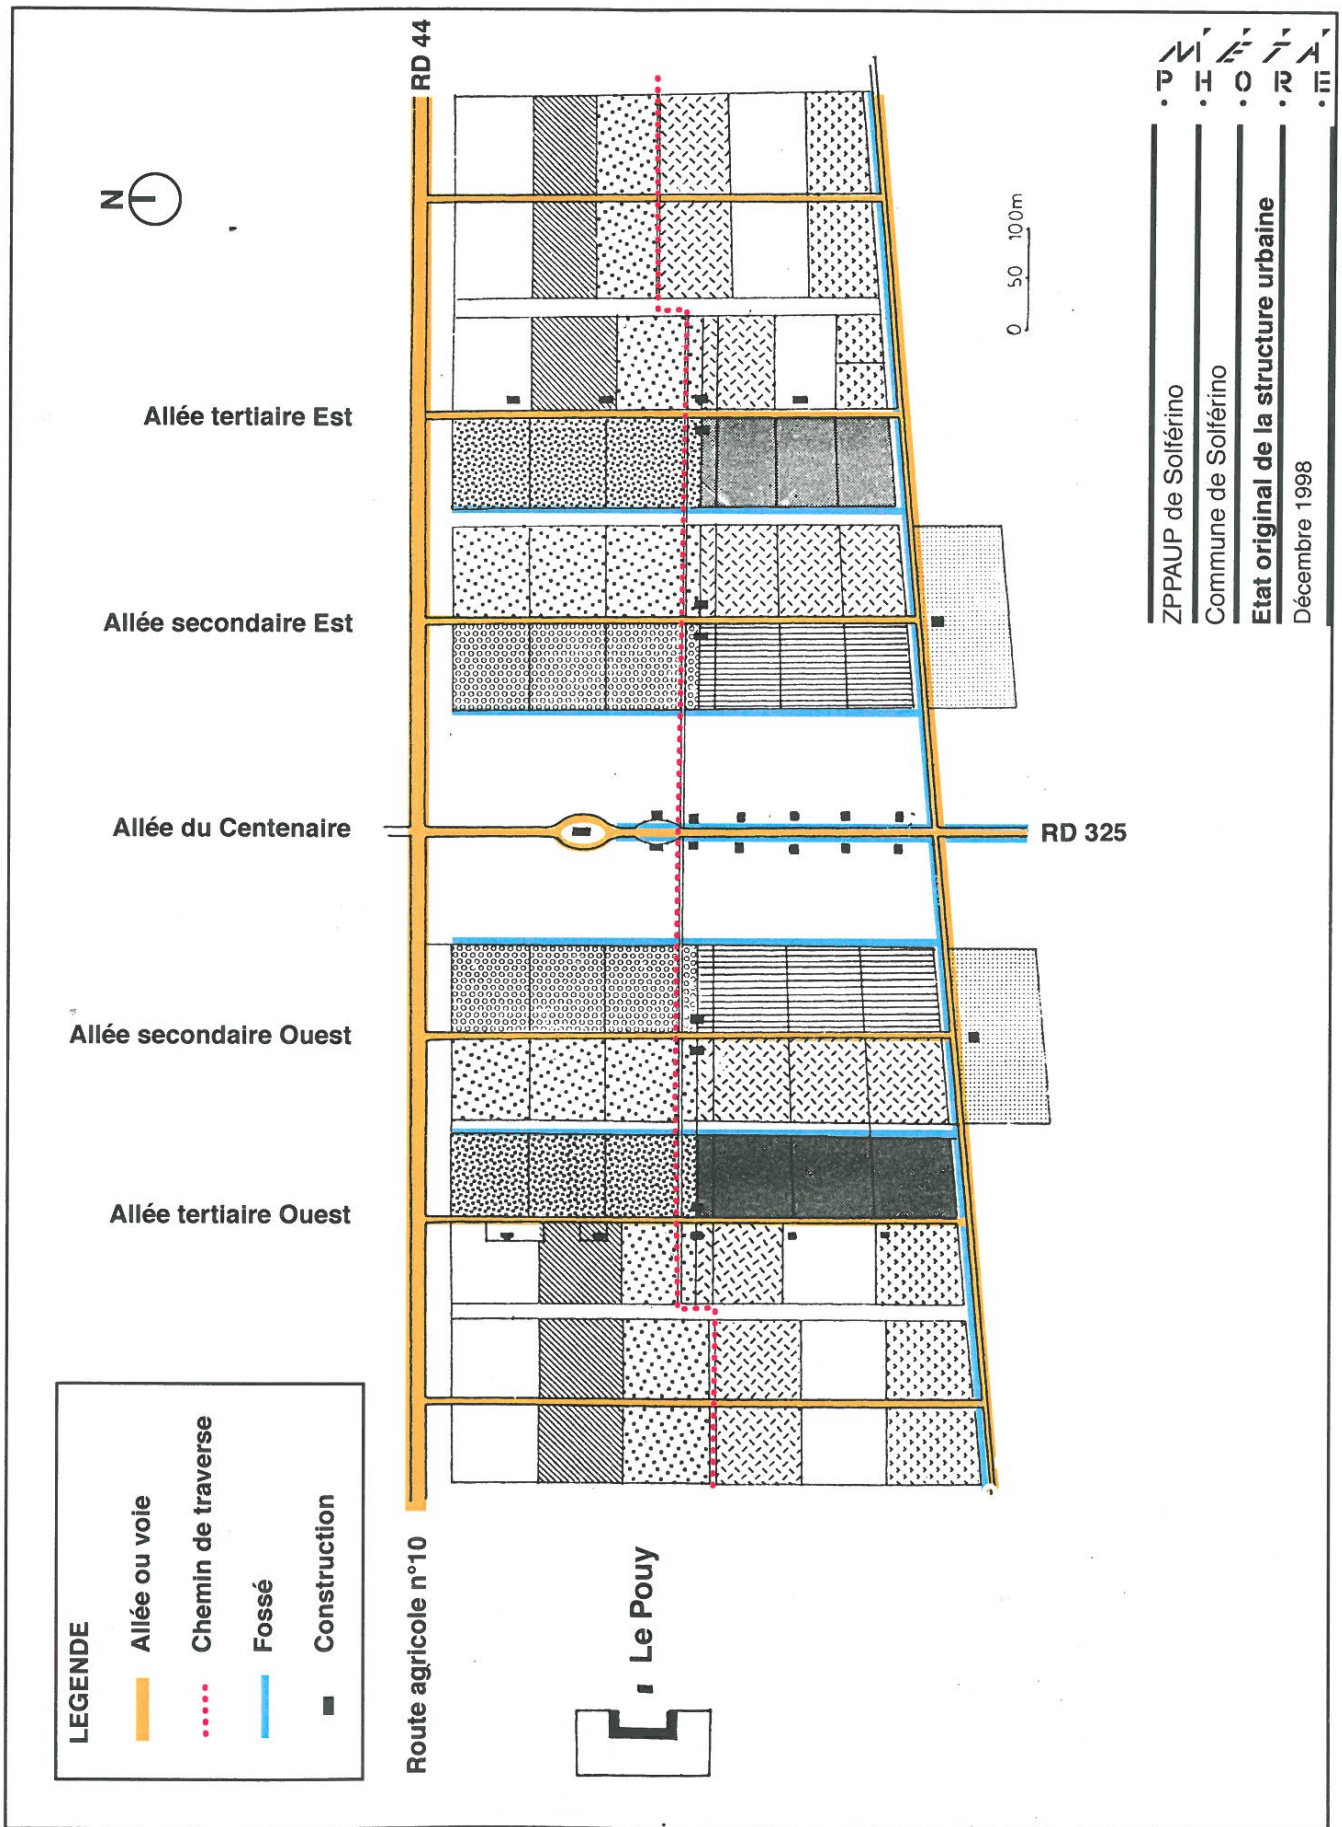 RD 44
N
Allée tertiaire Est
Allée secondaire Est
Allée du Centenaire
RD 325
Allée secondaire Ouest
Allée tertiaire Ouest
0 50 100m
LEGENDE
Allée ou voie
Chemin de traverse
Fossé
Construction
Route agricole n°10
Le Pouy
MÉTÁ
P.H.O.R.E.
ZPPAUP de Solférino
Commune de Solférino
Etat original de la structure urbaine
Décembre 1998